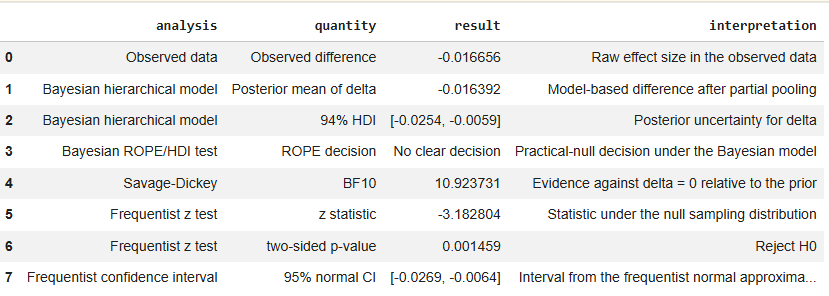 analysis quantity result interpretation
0 Observed data Observed difference -0.016656 Raw effect size in the observed data
1 Bayesian hierarchical model Posterior mean of delta -0.016392 Model-based difference after partial pooling
2 Bayesian hierarchical model 94% HDI [-0.0254, -0.0059] Posterior uncertainty for delta
3 Bayesian ROPE/HDI test ROPE decision No clear decision Practical-null decision under the Bayesian model
4 Savage-Dickey BF10 10.923731 Evidence against delta = 0 relative to the prior
5 Frequentist z test z statistic -3.182804 Statistic under the null sampling distribution
6 Frequentist z test two-sided p-value 0.001459 Reject H0
7 Frequentist confidence interval 95% normal CI [-0.0269, -0.0064] Interval from the frequentist normal approxima...